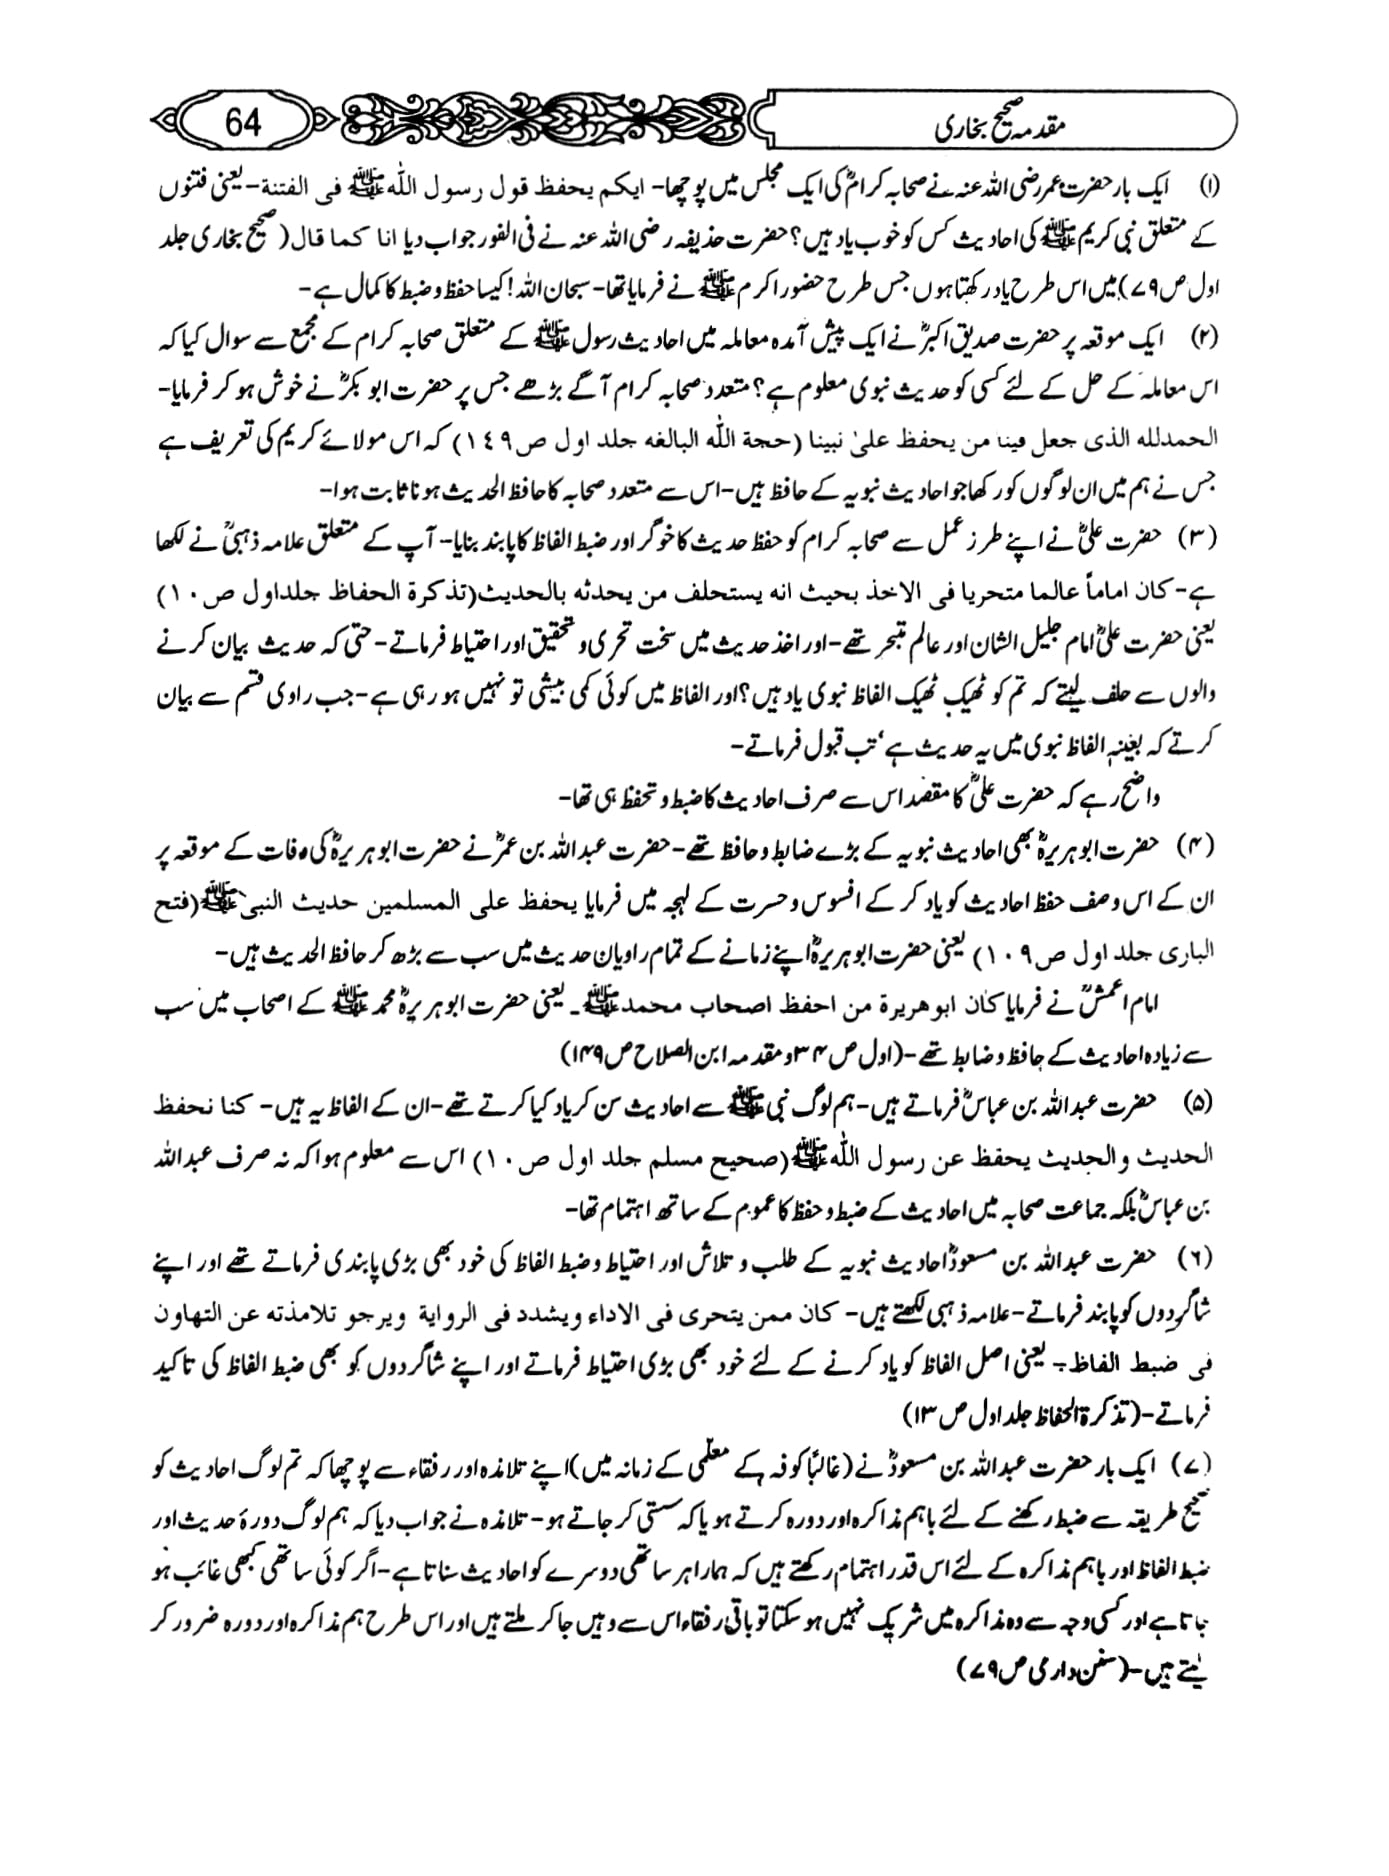 مقدمہ صحیح بخاری
64
(۱) ایک بار حضرت عمر رضی اللہ عنہ نے صحابہ کرامؓ کی ایک مجلس میں پوچھا- ایکم یحفظ قول رسول اللہ ﷺ فی الفتنة- یعنی فتنوں
کے متعلق نبی کریم ﷺ کی احادیث کس کو خوب یاد ہیں؟ حضرت حذیفہ رضی اللہ عنہ نے فی الفور جواب دیا انا کما قال (صحیح بخاری جلد
اول ص ۷۹) میں اس طرح یاد رکھتا ہوں جس طرح حضور اکرم ﷺ نے فرمایا تھا- سبحان اللہ! کیسا حفظ و ضبط کا کمال ہے-
(۲) ایک موقعہ پر حضرت صدیق اکبرؓ نے ایک پیش آمدہ معاملہ میں احادیث رسول ﷺ کے متعلق صحابہ کرام کے مجمع سے سوال کیا کہ
اس معاملہ کے حل کے لئے کسی کو حدیث نبوی معلوم ہے؟ متعدد صحابہ کرام آگے بڑھے جس پر حضرت ابوبکرؓ نے خوش ہو کر فرمایا-
الحمدللہ الذی جعل فینا من یحفظ علیٰ نبینا (حجة اللہ البالغه جلد اول ص ۱٤۹) کہ اس مولائے کریم کی تعریف ہے
جس نے ہم میں ان لوگوں کو رکھا جو احادیث نبویہ کے حافظ ہیں-اس سے متعدد صحابہ کا حافظ الحدیث ہونا ثابت ہوا-
(۳) حضرت علیؓ نے اپنے طرز عمل سے صحابہ کرام کو حفظ حدیث کا خوگر اور ضبط الفاظ کا پابند بنایا- آپ کے متعلق علامہ ذہبیؒ نے لکھا
ہے- کان اماماً عالما متحریا فی الاخذ بحیث انه یستحلف من یحدثه بالحدیث (تذکرة الحفاظ جلد اول ص ۱۰)
یعنی حضرت علیؓ امام جلیل الشان اور عالم متبحر تھے-اور اخذ حدیث میں سخت تحری و تحقیق اور احتیاط فرماتے- حتی کہ حدیث بیان کرنے
والوں سے حلف لیتے کہ تم کو ٹھیک ٹھیک الفاظ نبوی یاد ہیں؟ اور الفاظ میں کوئی کمی بیشی تو نہیں ہو رہی ہے-جب راوی قسم سے بیان
کرتے کہ بعینہٖ الفاظ نبوی میں یہ حدیث ہے‘ تب قبول فرماتے-
واضح رہے کہ حضرت علیؓ کا مقصد اس سے صرف احادیث کا ضبط و تحفظ ہی تھا-
(۴) حضرت ابو ہریرہؓ بھی احادیث نبویہ کے بڑے ضابط و حافظ تھے- حضرت عبداللہ بن عمرؓ نے حضرت ابو ہریرہؓ کی وفات کے موقعہ پر
ان کے اس وصف حفظ احادیث کو یاد کر کے افسوس و حسرت کے لہجہ میں فرمایا یحفظ علی المسلمین حدیث النبی ﷺ (فتح
الباری جلد اول ص ۱۰۹) یعنی حضرت ابو ہریرہؓ اپنے زمانے کے تمام راویان حدیث میں سب سے بڑھ کر حافظ الحدیث ہیں-
امام اعمشؒ نے فرمایا کان ابوھریرة من احفظ اصحاب محمد ﷺ ۔ یعنی حضرت ابو ہریرہؓ محمد ﷺ کے اصحاب میں سب
سے زیادہ احادیث کے حافظ و ضابط تھے-(اول ص ۳۴ و مقدمہ ابن الصلاح ص ۱۴۹)
(۵) حضرت عبداللہ بن عباسؓ فرماتے ہیں-ہم لوگ نبی ﷺ سے احادیث سن کر یاد کیا کرتے تھے-ان کے الفاظ یہ ہیں- کنا نحفظ
الحدیث والحدیث یحفظ عن رسول اللہ ﷺ (صحیح مسلم جلد اول ص ۱۰) اس سے معلوم ہوا کہ نہ صرف عبداللہ
بن عباسؓ بلکہ جماعت صحابہ میں احادیث کے ضبط و حفظ کا عموم کے ساتھ اہتمام تھا-
(۶) حضرت عبداللہ بن مسعودؓ احادیث نبویہ کے طلب و تلاش اور احتیاط و ضبط الفاظ کی خود بھی بڑی پابندی فرماتے تھے اور اپنے
شاگردوں کو پابند فرماتے-علامہ ذہبی لکھتے ہیں- کان ممن یتحری فی الاداء ویشدد فی الروایة ویرجو تلامذته عن التهاون
فی ضبط الفاظ- یعنی اصل الفاظ کو یاد کرنے کے لئے خود بھی بڑی احتیاط فرماتے اور اپنے شاگردوں کو بھی ضبط الفاظ کی تاکید
فرماتے-(تذکرۃ الحفاظ جلد اول ص ۱۳)
(۷) ایک بار حضرت عبداللہ بن مسعودؓ نے (غالبًا کوفہ کے معلّمی کے زمانہ میں) اپنے تلامذہ اور رفقاء سے پوچھا کہ تم لوگ احادیث کو
صحیح طریقہ سے ضبط رکھنے کے لئے باہم مذاکرہ اور دورہ کرتے ہو یا کہ سستی کر جاتے ہو- تلامذہ نے جواب دیا کہ ہم لوگ دورۂ حدیث اور
ضبط الفاظ اور باہم مذاکرہ کے لئے اس قدر اہتمام رکھتے ہیں کہ ہمارا ہر ساتھی دوسرے کو احادیث سناتا ہے-اگر کوئی ساتھی کبھی غائب ہو
جاتا ہے اور کسی وجہ سے وہ مذاکرہ میں شریک نہیں ہو سکتا تو باقی رفقاء اس سے وہیں جا کر ملتے ہیں اور اس طرح ہم مذاکرہ اور دورہ ضرور کر
لیتے ہیں-(سنن دارمی ص ۷۹)